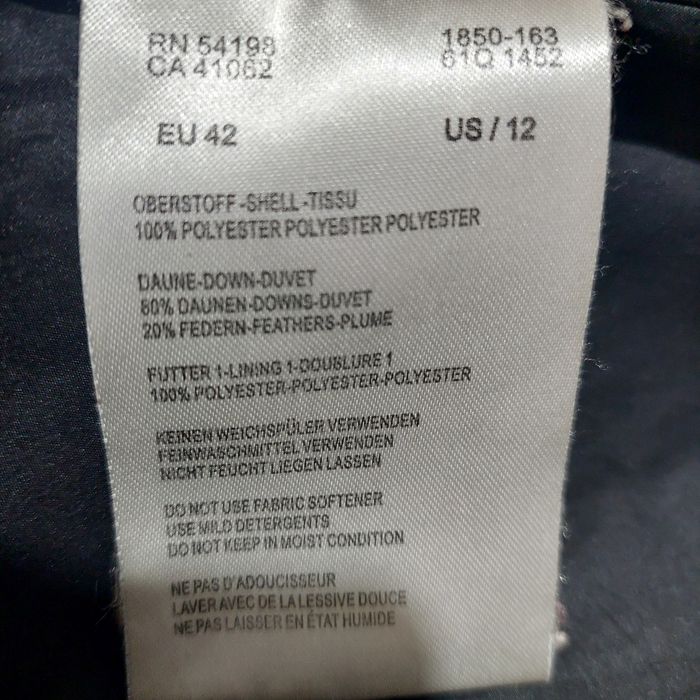 RN 54198 1850-163
CA 41062 61Q 1452
EU 42 US / 12
OBERSTOFF-SHELL-TISSU
100% POLYESTER POLYESTER POLYESTER
DAUNE-DOWN-DUVET
80% DAUNEN-DOWNS-DUVET
20% FEDERN-FEATHERS-PLUME
FUTTER 1-LINING 1-DOUBLURE 1
100% POLYESTER-POLYESTER-POLYESTER
KEINEN WEICHSPÜLER VERWENDEN
FEINWASCHMITTEL VERWENDEN
NICHT FEUCHT LIEGEN LASSEN
DO NOT USE FABRIC SOFTENER
USE MILD DETERGENTS
DO NOT KEEP IN MOIST CONDITION
NE PAS D'ADOUCISSEUR
LAVER AVEC DE LA LESSIVE DOUCE
NE PAS LAISSER EN ÉTAT HUMIDE